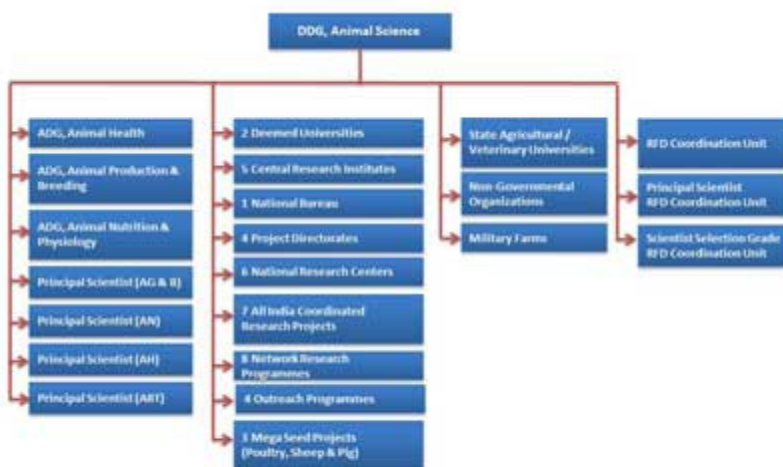 DDG, Animal Science
ADG, Animal Health
ADG, Animal Production &
Breeding
ADG, Animal Nutrition &
Physiology
Principal Scientist (AG & B)
Principal Scientist (AN)
Principal Scientist (AH)
Principal Scientist (ART)
2 Deemed Universities
5 Central Research Institutes
1 National Bureau
4 Project Directorates
6 National Research Centers
7 All India Coordinated
Research Projects
8 Network Research
Programmes
4 Outreach Programmes
3 Mega Seed Projects
(Poultry, Sheep & Pig)
State Agricultural /
Veterinary Universities
Non-Governmental
Organizations
Military Farms
RFD Coordination Unit
Principal Scientist
RFD Coordination Unit
Scientist Selection Grade
RFD Coordination Unit